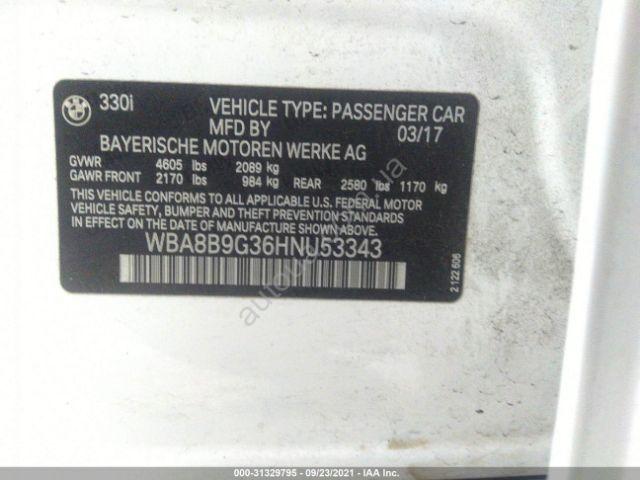 BMW
330i
VEHICLE TYPE: PASSENGER CAR
MFD BY 03/17
BAYERISCHE MOTOREN WERKE AG
GVWR 4605 lbs 2089 kg
GAWR FRONT 2170 lbs 984 kg REAR 2580 lbs 1170 kg
THIS VEHICLE CONFORMS TO ALL APPLICABLE U.S. FEDERAL MOTOR
VEHICLE SAFETY, BUMPER AND THEFT PREVENTION STANDARDS
IN EFFECT ON THE DATE OF MANUFACTURE SHOWN ABOVE.
WBA8B9G36HNU53343
2 122 606
000-31329795 - 09/23/2021 - IAA Inc.